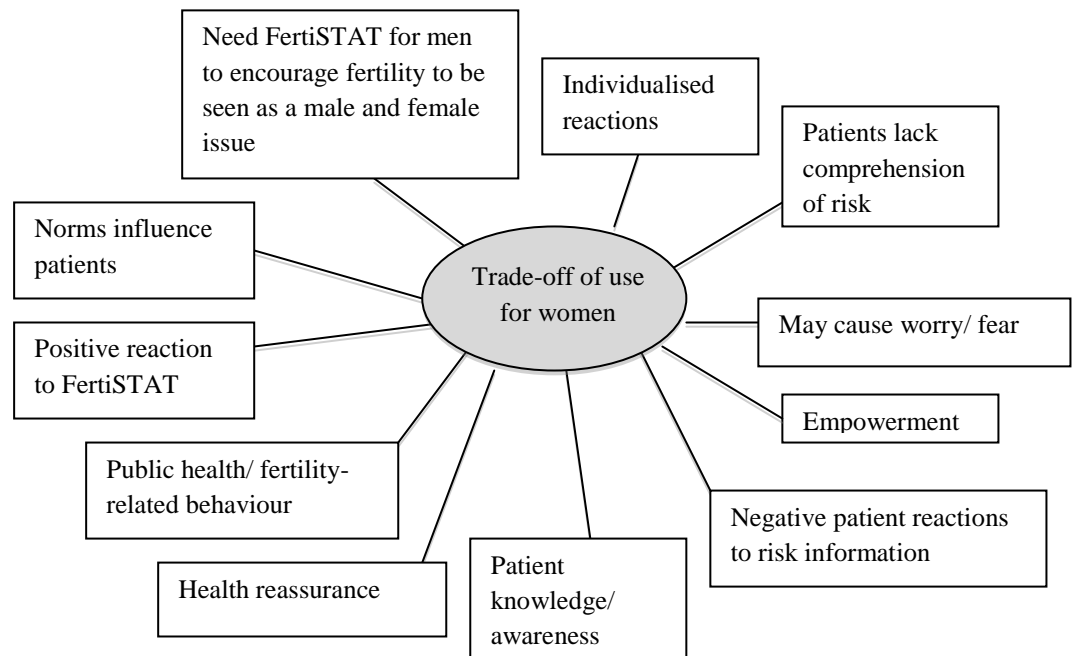 Need FertiSTAT for men
to encourage fertility to be
seen as a male and female
issue
Individualised
reactions
Patients lack
comprehension
of risk
Norms influence
patients
Trade-off of use
for women
May cause worry/ fear
Positive reaction
to FertiSTAT
Empowerment
Public health/ fertility-
related behaviour
Negative patient reactions
to risk information
Health reassurance
Patient
knowledge/
awareness